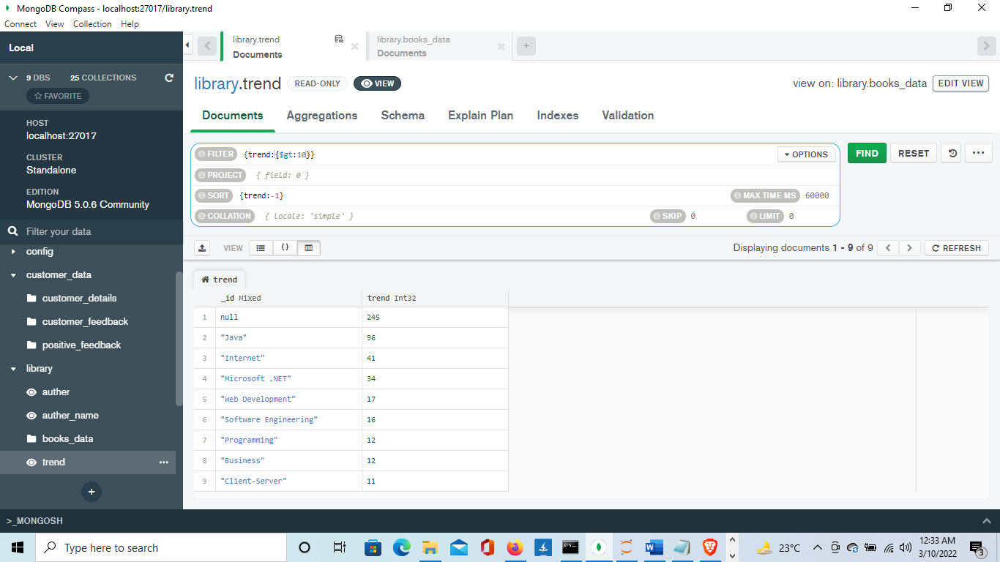 MongoDB Compass - localhost:27017/library.trend
Connect View Collection Help
Local
9 DBS 25 COLLECTIONS
FAVORITE
HOST
localhost:27017
CLUSTER
Standalone
EDITION
MongoDB 5.0.6 Community
Filter your data
config
customer_data
customer_details
customer_feedback
positive_feedback
library
auther
auther_name
books_data
trend
library.trend
Documents
library.books_data
Documents
library.trend READ-ONLY VIEW
view on: library.books_data EDIT VIEW
Documents Aggregations Schema Explain Plan Indexes Validation
FILTER {trend:{$gt:10}} OPTIONS
FIND RESET
PROJECT { field: 0 }
SORT {trend:-1} MAX TIME MS 60000
COLLATION { locale: 'simple' } SKIP 0 LIMIT 0
VIEW {} Displaying documents 1 - 9 of 9 REFRESH
trend
_id Mixed trend Int32
1 null 245
2 "Java" 96
3 "Internet" 41
4 "Microsoft .NET" 34
5 "Web Development" 17
6 "Software Engineering" 16
7 "Programming" 12
8 "Business" 12
9 "Client-Server" 11
>_MONGOSH
Type here to search
23°C
12:33 AM
3/10/2022
3